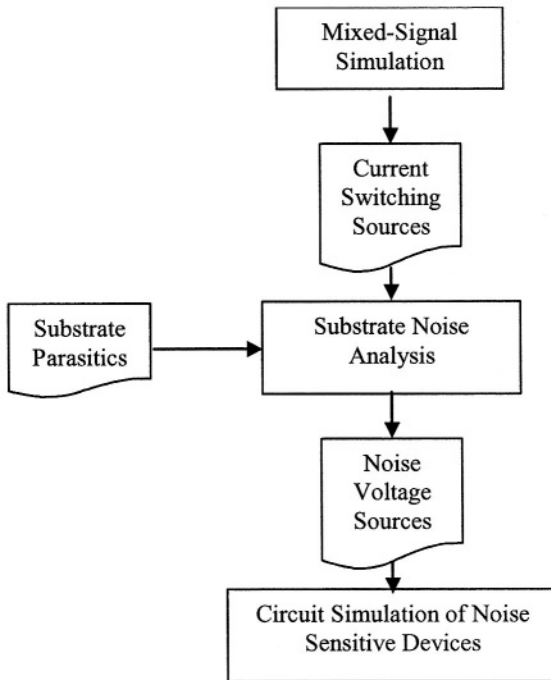 Mixed-Signal
Simulation
Current
Switching
Sources
Substrate
Parasitics
Substrate Noise
Analysis
Noise
Voltage
Sources
Circuit Simulation of Noise
Sensitive Devices